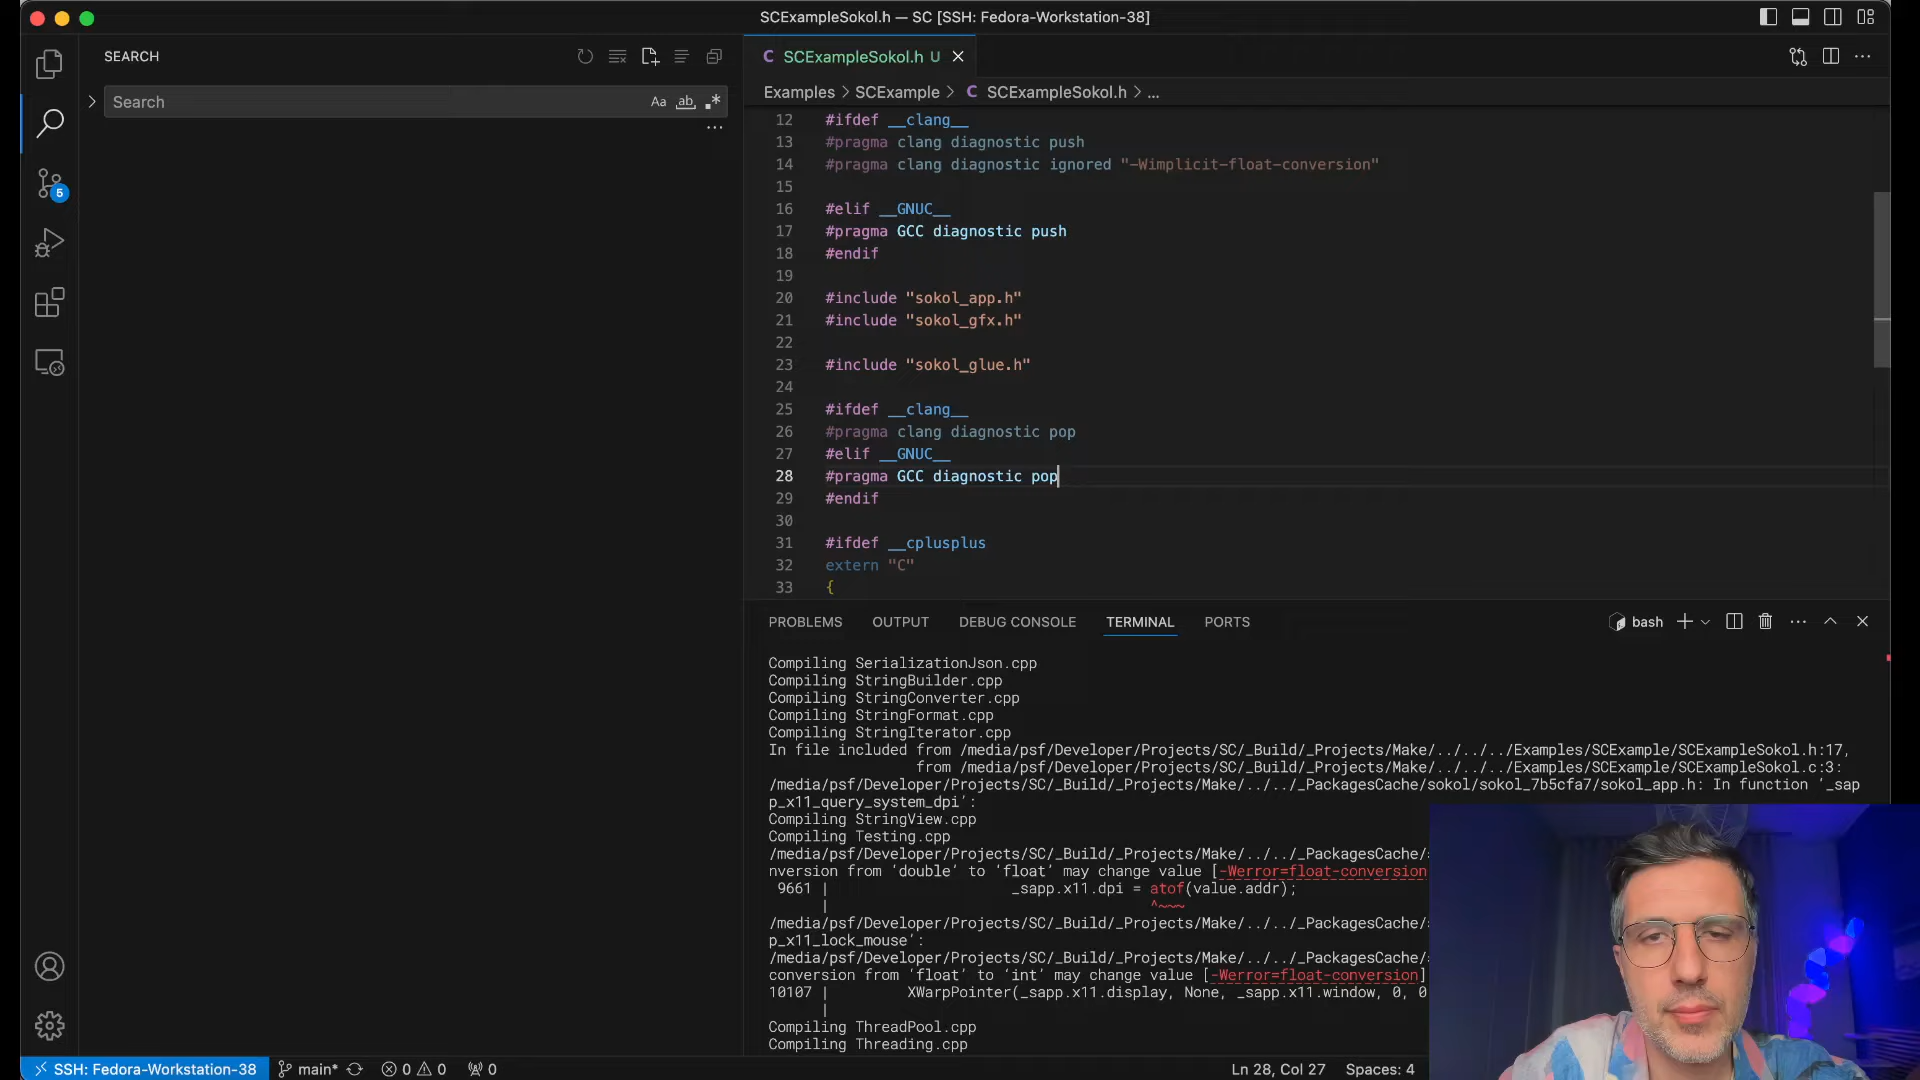 SCExampleSokol.h — SC [SSH: Fedora-Workstation-38]
SEARCH
Search
Aa ab
5
C SCExampleSokol.h U
Examples > SCExample > C SCExampleSokol.h > ...
12 #ifdef __clang__
13 #pragma clang diagnostic push
14 #pragma clang diagnostic ignored "-Wimplicit-float-conversion"
15
16 #elif __GNUC__
17 #pragma GCC diagnostic push
18 #endif
19
20 #include "sokol_app.h"
21 #include "sokol_gfx.h"
22
23 #include "sokol_glue.h"
24
25 #ifdef __clang__
26 #pragma clang diagnostic pop
27 #elif __GNUC__
28 #pragma GCC diagnostic pop
29 #endif
30
31 #ifdef __cplusplus
32 extern "C"
33 {
PROBLEMS OUTPUT DEBUG CONSOLE TERMINAL PORTS
bash
Compiling SerializationJson.cpp
Compiling StringBuilder.cpp
Compiling StringConverter.cpp
Compiling StringFormat.cpp
Compiling StringIterator.cpp
In file included from /media/psf/Developer/Projects/SC/_Build/_Projects/Make/../../../Examples/SCExample/SCExampleSokol.h:17,
from /media/psf/Developer/Projects/SC/_Build/_Projects/Make/../../../Examples/SCExample/SCExampleSokol.c:3:
/media/psf/Developer/Projects/SC/_Build/_Projects/Make/../../_PackagesCache/sokol/sokol_7b5cfa7/sokol_app.h: In function ‘_sap
p_x11_query_system_dpi’:
Compiling StringView.cpp
Compiling Testing.cpp
/media/psf/Developer/Projects/SC/_Build/_Projects/Make/../../_PackagesCache/
nversion from ‘double’ to ‘float’ may change value [-Werror=float-conversion
9661 | _sapp.x11.dpi = atof(value.addr);
| ^~~~
/media/psf/Developer/Projects/SC/_Build/_Projects/Make/../../_PackagesCache/
p_x11_lock_mouse’:
/media/psf/Developer/Projects/SC/_Build/_Projects/Make/../../_PackagesCache/
conversion from ‘float’ to ‘int’ may change value [-Werror=float-conversion]
10107 | XWarpPointer(_sapp.x11.display, None, _sapp.x11.window, 0, 0
|
Compiling ThreadPool.cpp
Compiling Threading.cpp
SSH: Fedora-Workstation-38 main* 0 0 0 Ln 28, Col 27 Spaces: 4